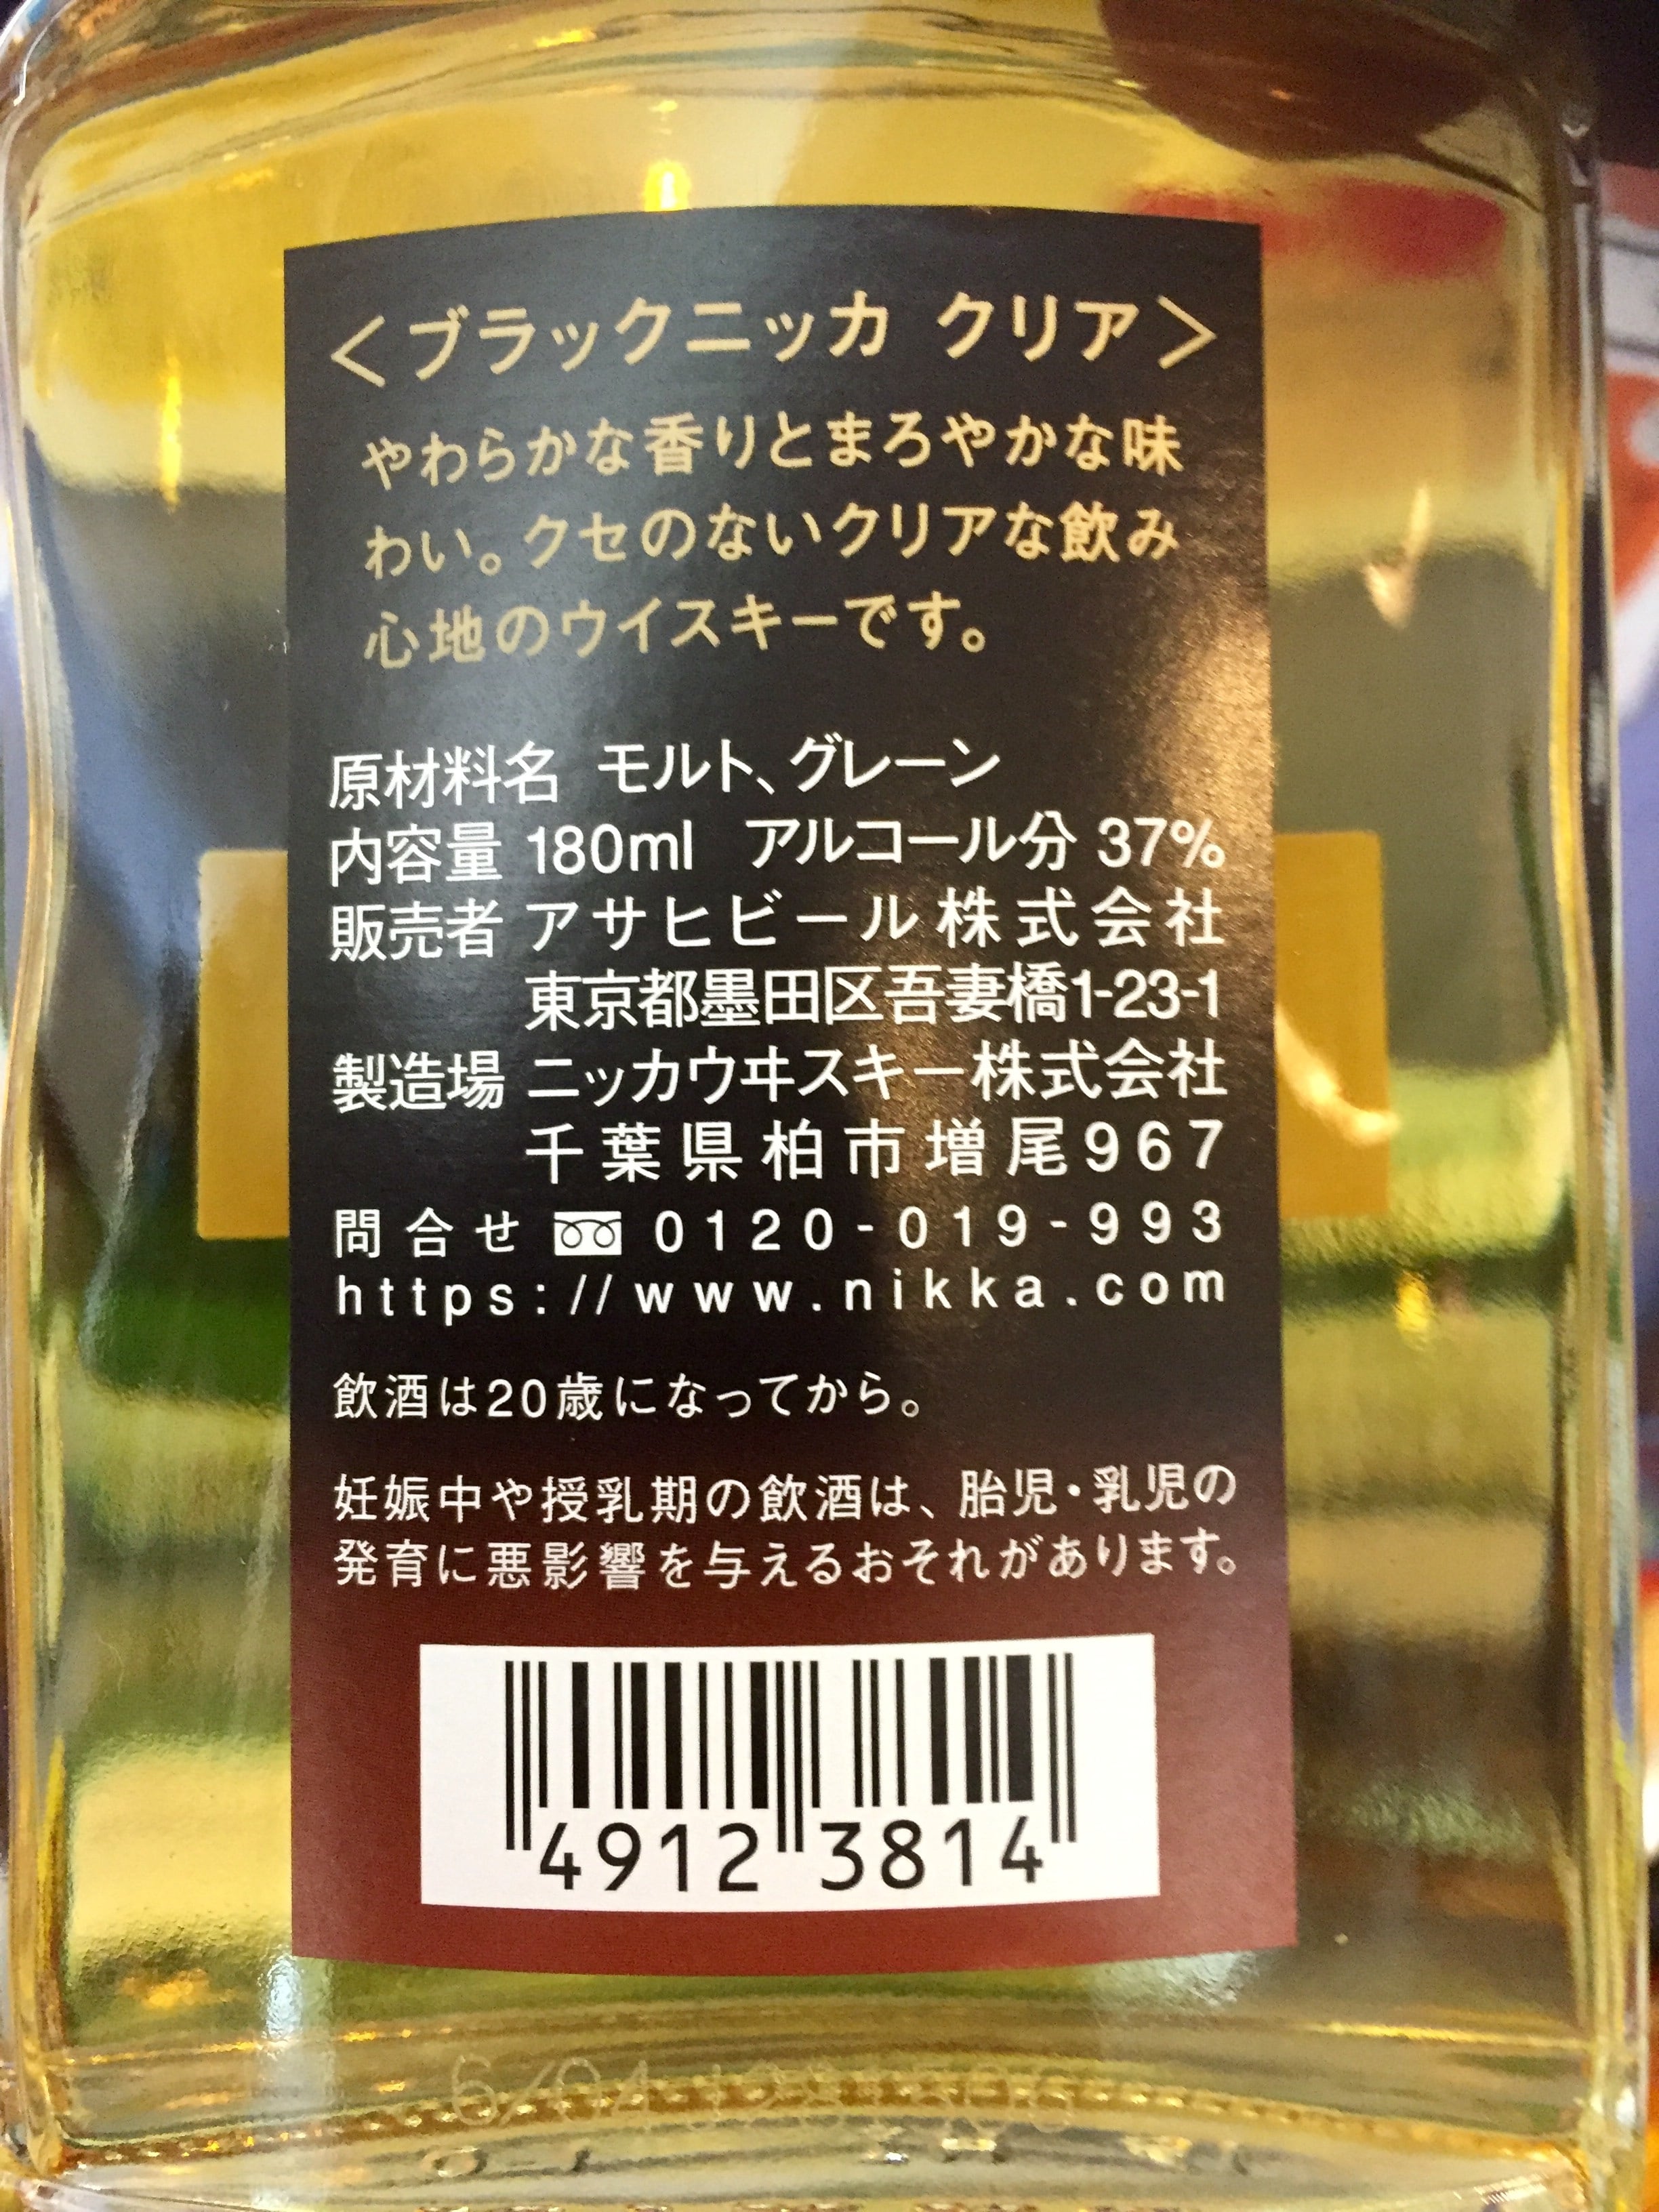 ＜ブラックニッカ クリア＞
やわらかな香りとまろやかな味
わい。クセのないクリアな飲み
心地のウイスキーです。
原材料名 モルト、グレーン
内容量 180ml アルコール分 37%
販売者 アサヒビール株式会社
東京都墨田区吾妻橋1-23-1
製造場 ニッカウヰスキー株式会社
千葉県柏市増尾967
問合せ 0120-019-993
https://www.nikka.com
飲酒は20歳になってから。
妊娠中や授乳期の飲酒は、胎児・乳児の
発育に悪影響を与えるおそれがあります。
4912 3814